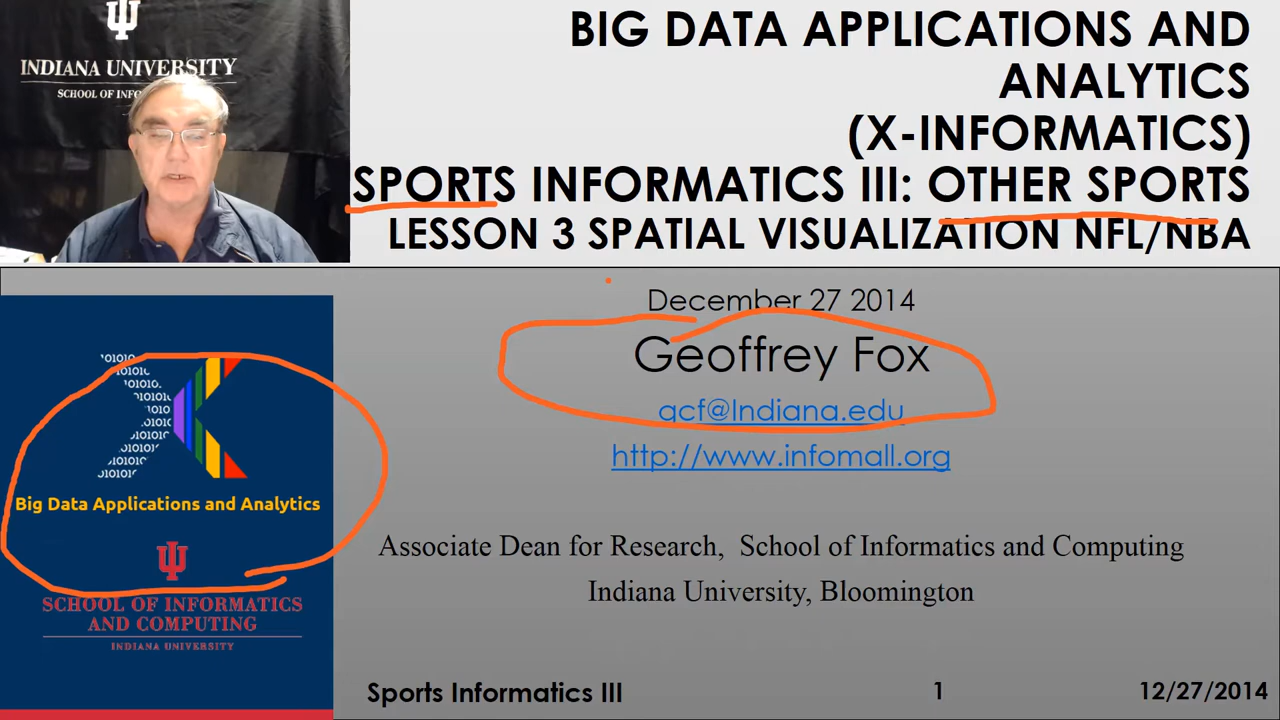 INDIANA UNIVERSITY
BIG DATA APPLICATIONS AND
ANALYTICS
(X-INFORMATICS)
SPORTS INFORMATICS III: OTHER SPORTS
LESSON 3 SPATIAL VISUALIZATION NFL/NBA
December 27 2014
Geoffrey Fox
gcf@Indiana.edu
http://www.infomall.org
Associate Dean for Research, School of Informatics and Computing
Indiana University, Bloomington
Big Data Applications and Analytics
SCHOOL OF INFORMATICS
AND COMPUTING
INDIANA UNIVERSITY
Sports Informatics III
1
12/27/2014